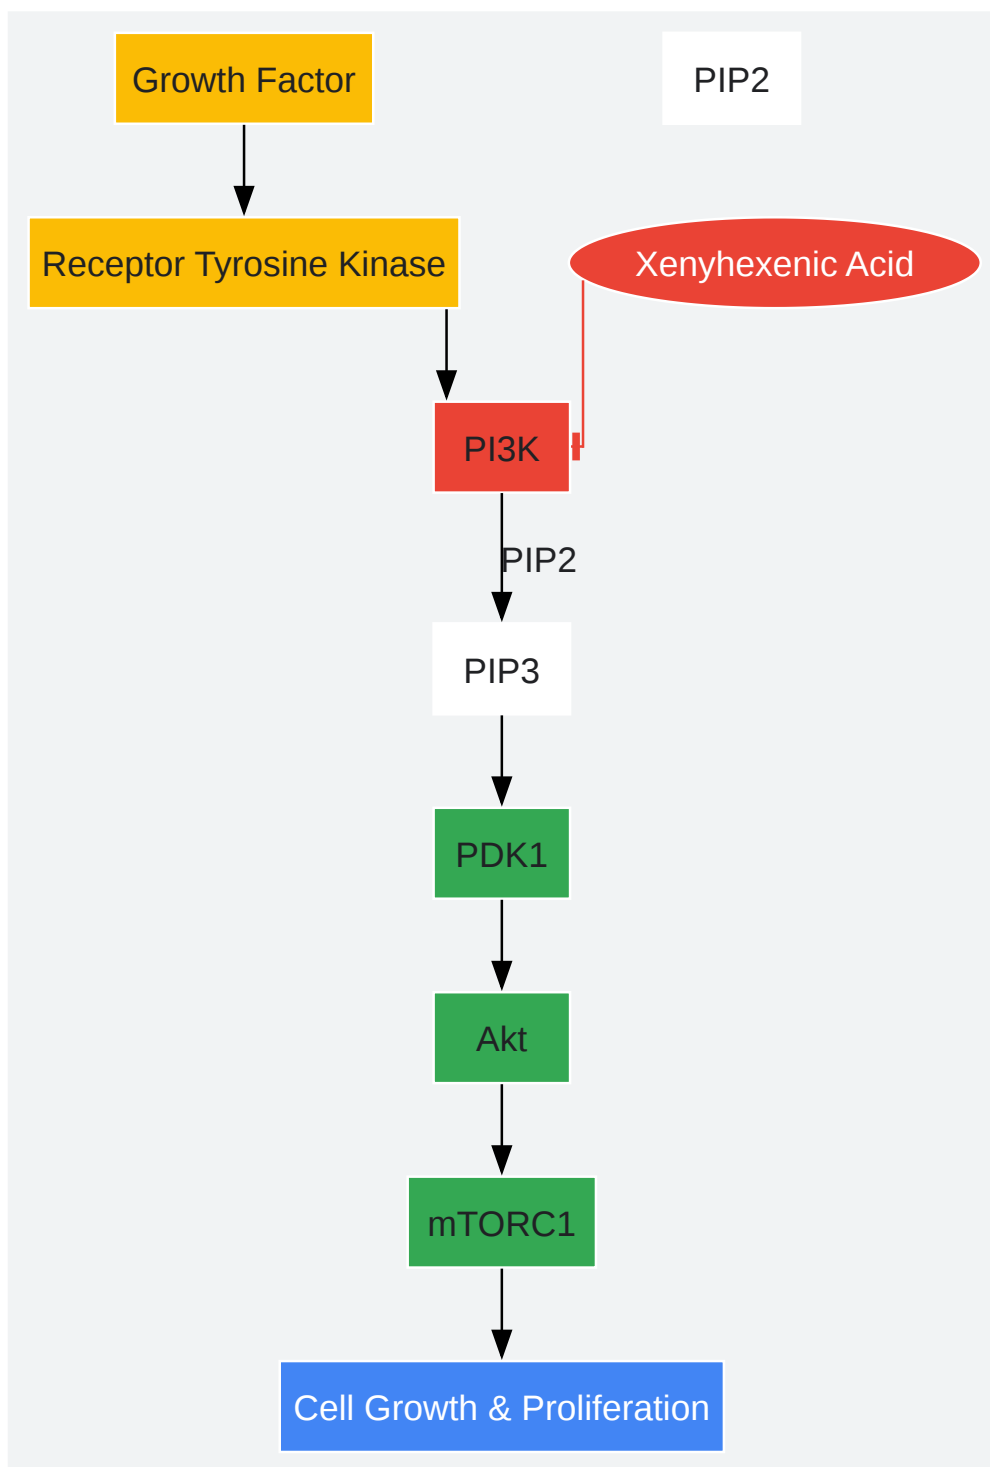 Growth Factor
PIP2
Receptor Tyrosine Kinase
Xenyhexenic Acid
PI3K
PIP2
PIP3
PDK1
Akt
mTORC1
Cell Growth & Proliferation